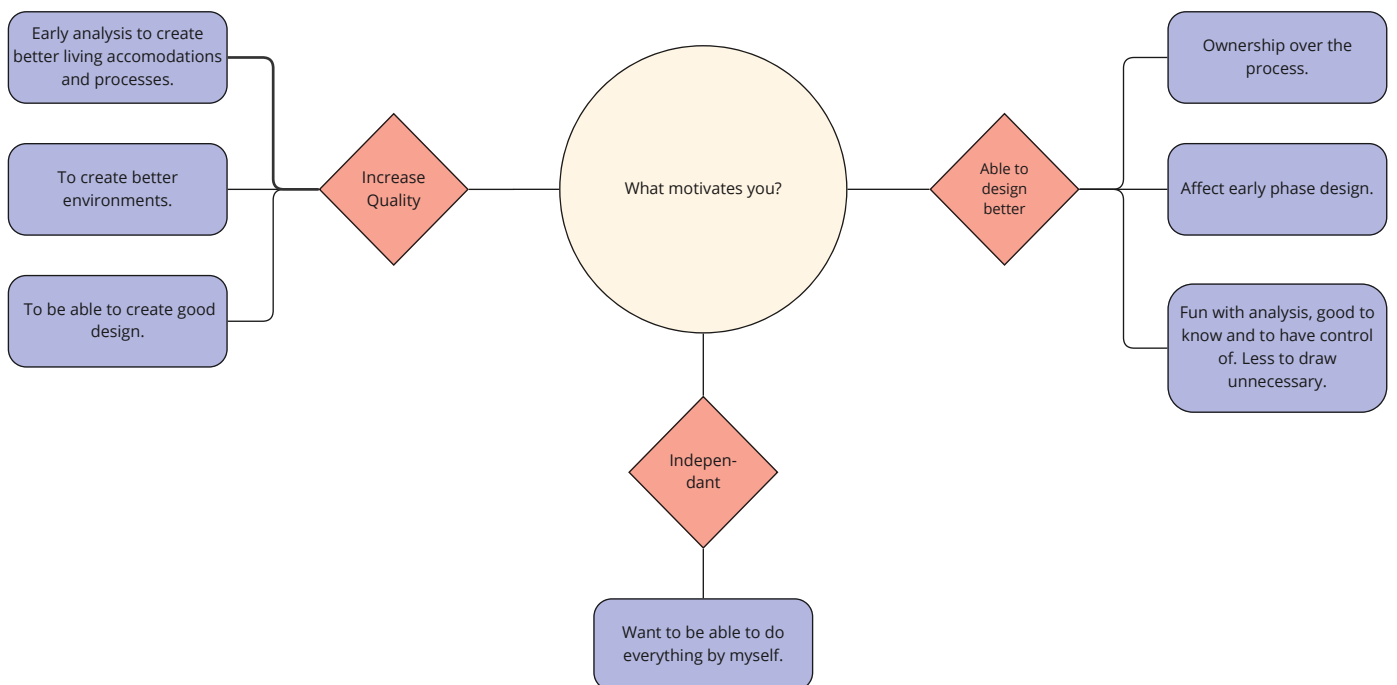 Early analysis to create
better living accomodations
and processes.
To create better
environments.
To be able to create good
design.
Increase
Quality
What motivates you?
Able to
design
better
Ownership over the
process.
Affect early phase design.
Fun with analysis, good to
know and to have control
of. Less to draw
unnecessary.
Indepen-
dant
Want to be able to do
everything by myself.